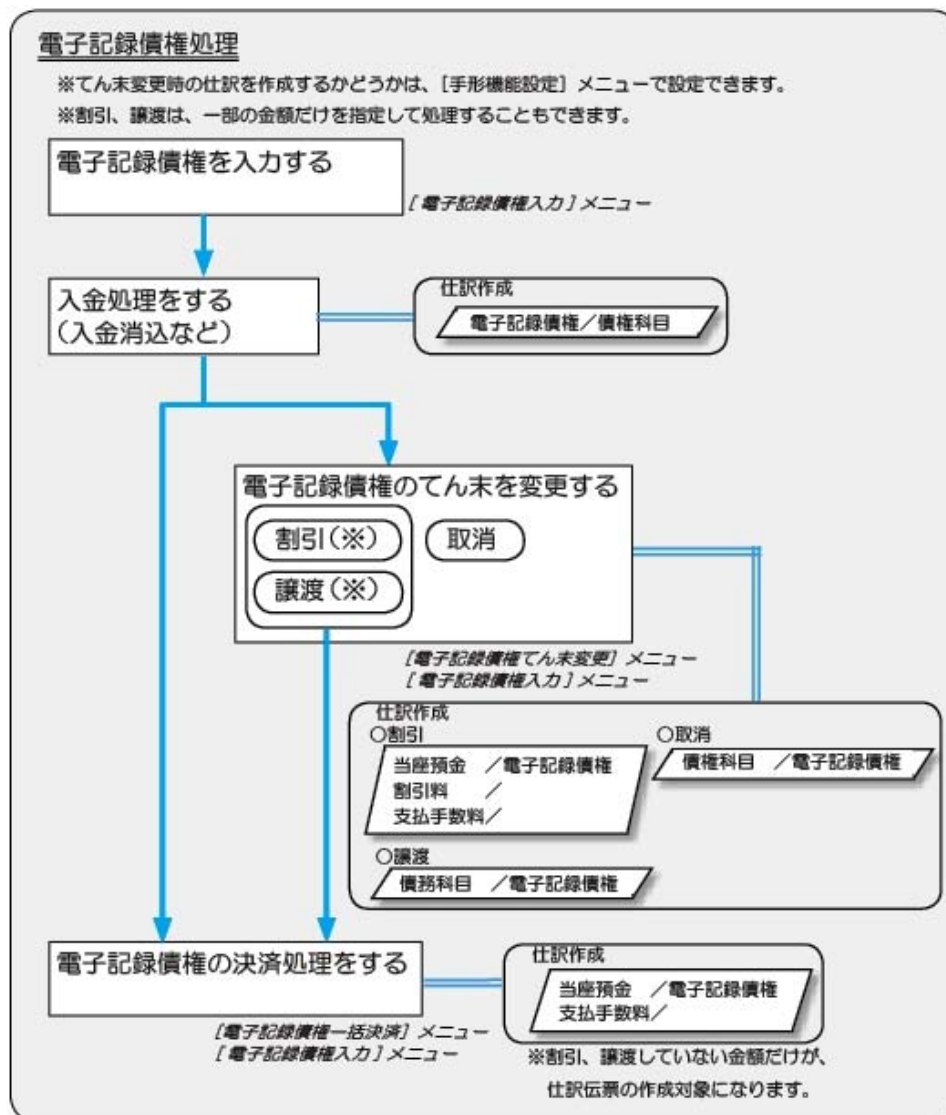 電子記録債権処理
※てん末変更時の仕訳を作成するかどうかは、[手形機能設定]メニューで設定できます。
※割引、譲渡は、一部の金額だけを指定して処理することもできます。
電子記録債権を入力する
[電子記録債権入力]メニュー
入金処理をする
(入金消込など)
仕訳作成
電子記録債権/債権科目
電子記録債権のてん末を変更する
割引(※)
取消
譲渡(※)
[電子記録債権てん末変更]メニュー
[電子記録債権入力]メニュー
仕訳作成
○割引
当座預金 /電子記録債権
割引料 /
支払手数料/
○取消
債権科目 /電子記録債権
○譲渡
債務科目 /電子記録債権
電子記録債権の決済処理をする
[電子記録債権一括決済]メニュー
[電子記録債権入力]メニュー
仕訳作成
当座預金 /電子記録債権
支払手数料/
※割引、譲渡していない金額だけが、
仕訳伝票の作成対象になります。